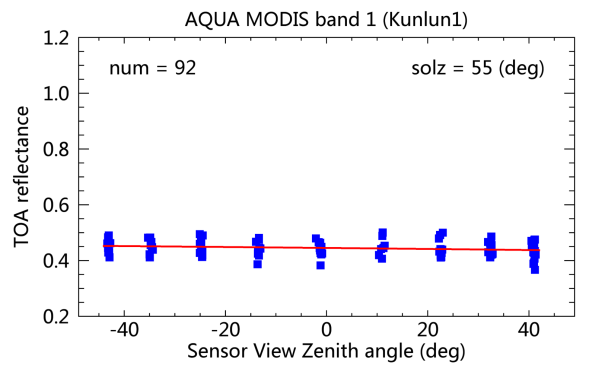 AQUA MODIS band 1 (Kunlun1)
num = 92
solz = 55 (deg)
TOA reflectance
1.2
1.0
0.8
0.6
0.4
0.2
-40
-20
0
20
40
Sensor View Zenith angle (deg)